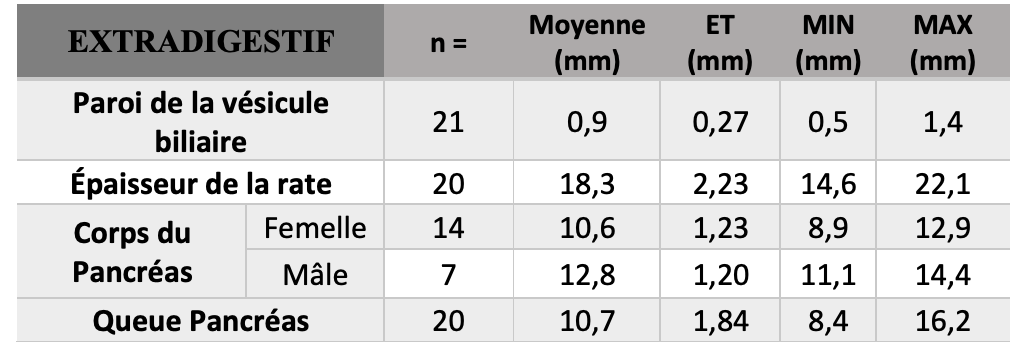 EXTRADIGESTIF n = Moyenne (mm) ET (mm) MIN (mm) MAX (mm)
Paroi de la vésicule biliaire 21 0,9 0,27 0,5 1,4
Épaisseur de la rate 20 18,3 2,23 14,6 22,1
Corps du Pancréas Femelle 14 10,6 1,23 8,9 12,9
Mâle 7 12,8 1,20 11,1 14,4
Queue Pancréas 20 10,7 1,84 8,4 16,2